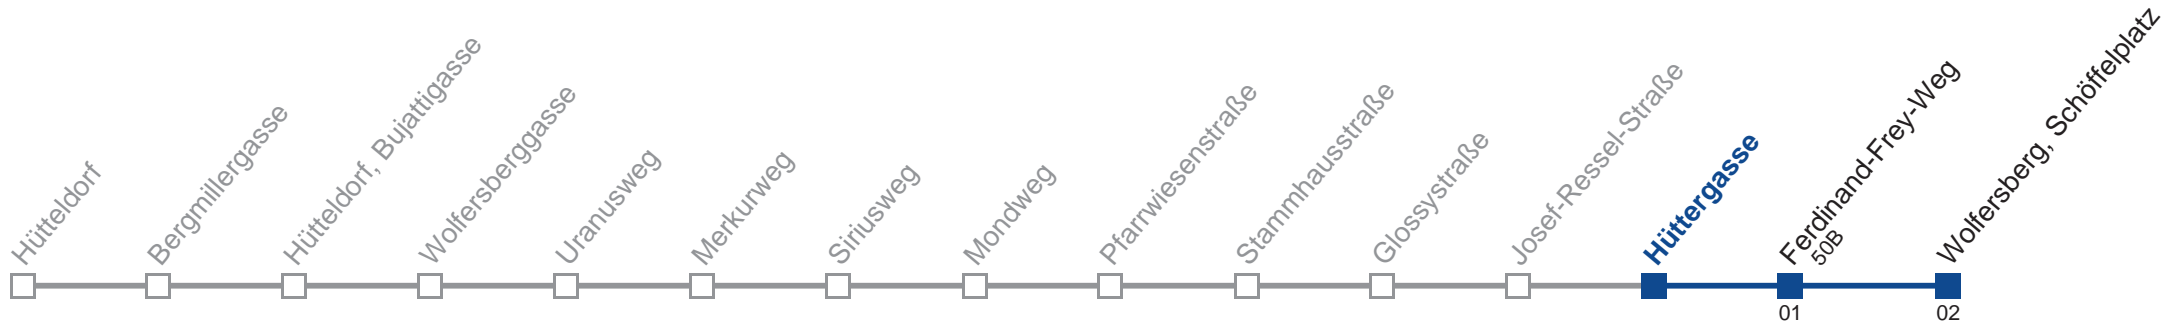 Hütteldorf
Bergmillergasse
Hütteldorf, Bujattigasse
Wolfersberggasse
Uranusweg
Merkurweg
Siriusweg
Mondweg
Pfarrwiesenstraße
Stammhausstraße
Glossystraße
Josef-Ressel-Straße
Hüttergasse
Ferdinand-Frey-Weg
50B
Wolfersberg, Schöffelplatz
01
02